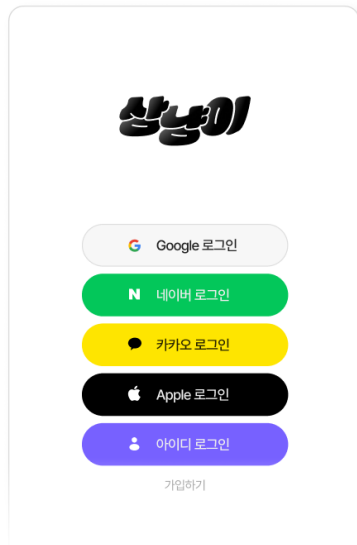 삼냥이
Google 로그인
네이버 로그인
카카오 로그인
Apple 로그인
아이디 로그인
가입하기